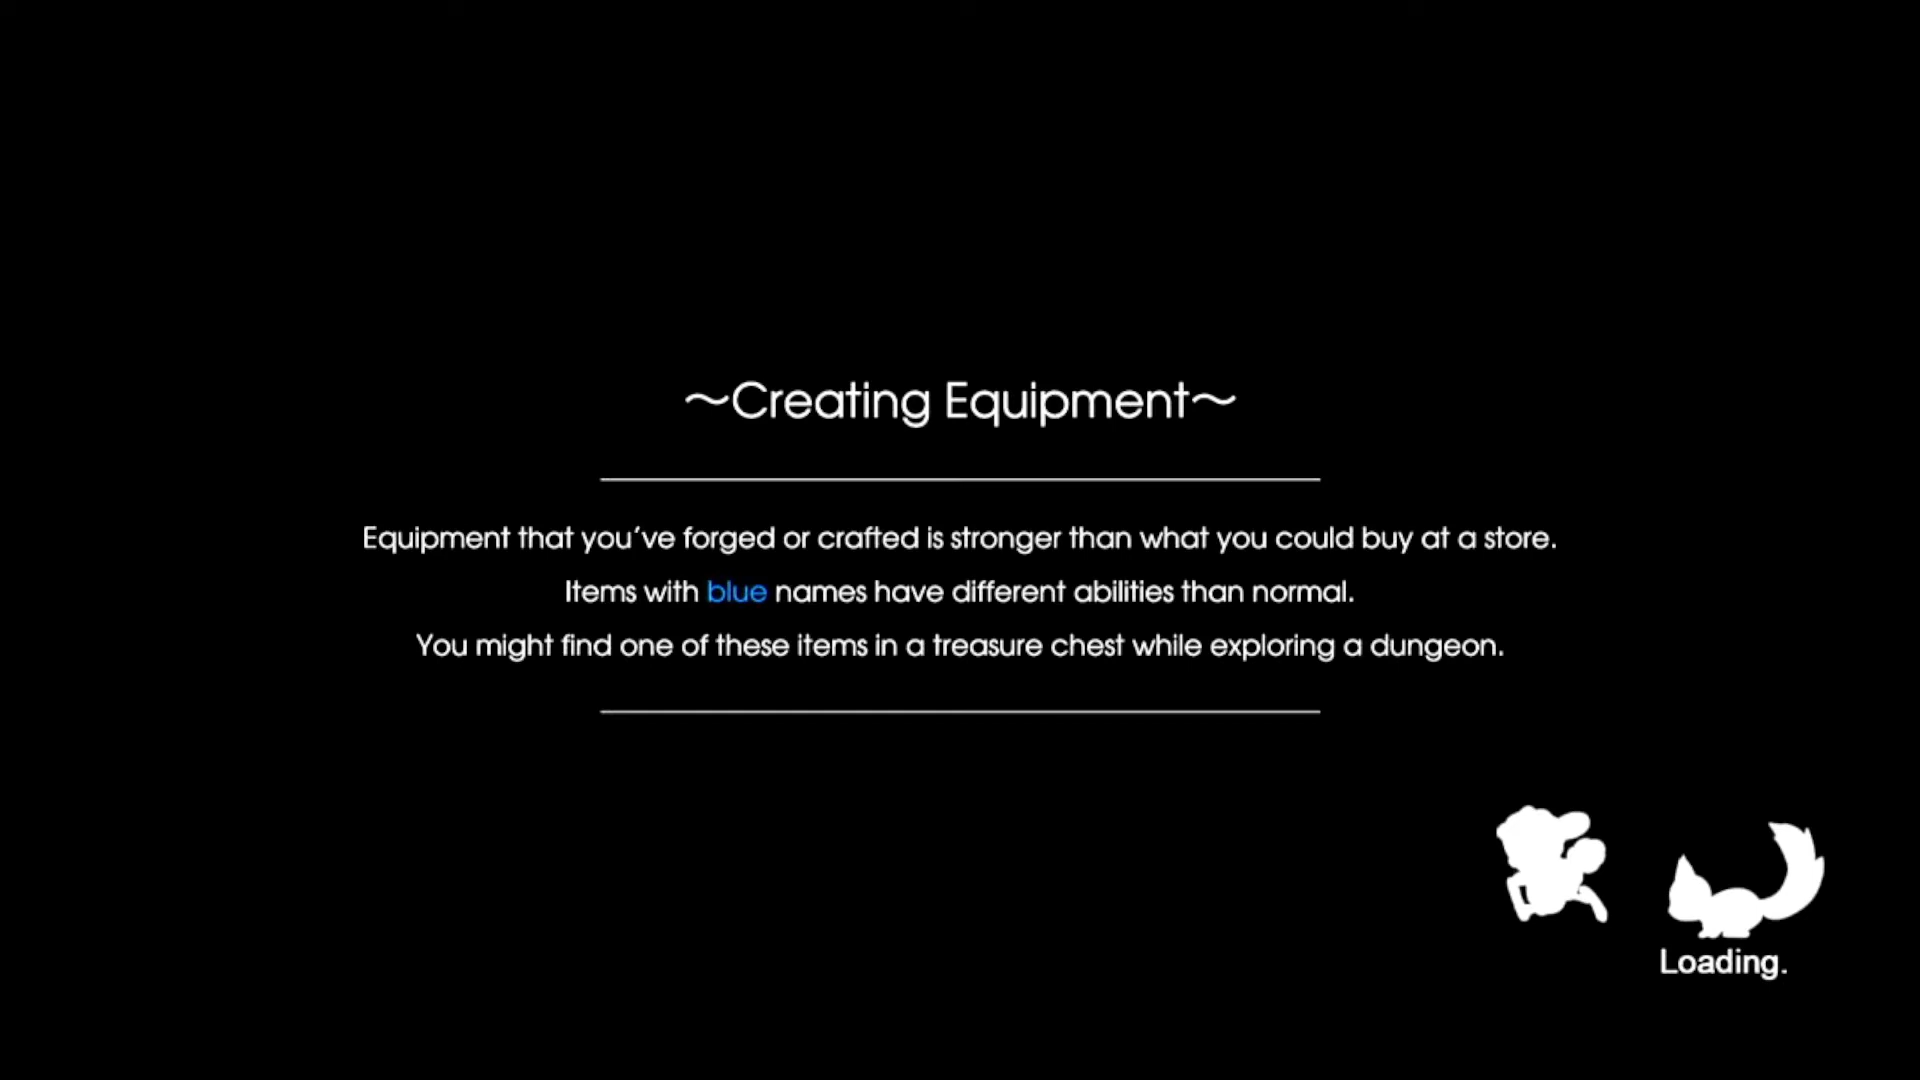 ～Creating Equipment～
Equipment that you've forged or crafted is stronger than what you could buy at a store.
Items with blue names have different abilities than normal.
You might find one of these items in a treasure chest while exploring a dungeon.
Loading.